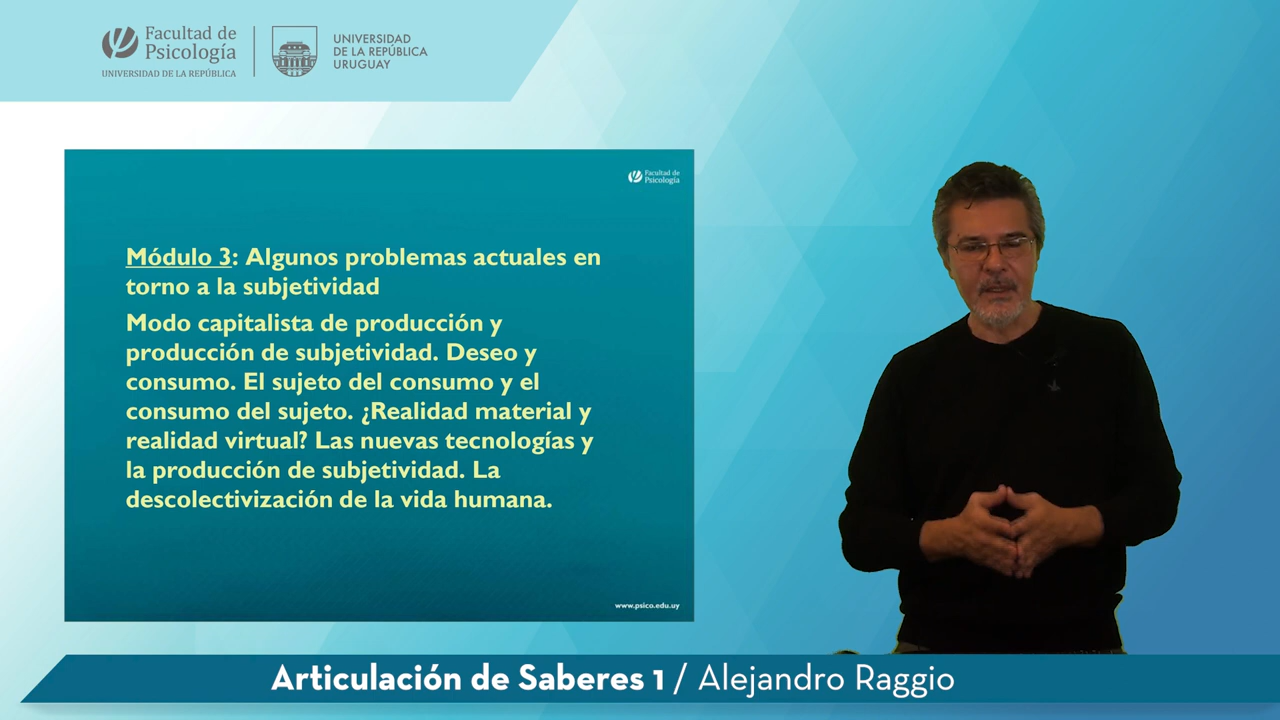 Facultad de
Psicología
UNIVERSIDAD DE LA REPÚBLICA
UNIVERSIDAD
DE LA REPÚBLICA
URUGUAY
Facultad de
Psicología
Módulo 3: Algunos problemas actuales en
torno a la subjetividad
Modo capitalista de producción y
producción de subjetividad. Deseo y
consumo. El sujeto del consumo y el
consumo del sujeto. ¿Realidad material y
realidad virtual? Las nuevas tecnologías y
la producción de subjetividad. La
descolectivización de la vida humana.
www.psico.edu.uy
Articulación de Saberes 1 / Alejandro Raggio